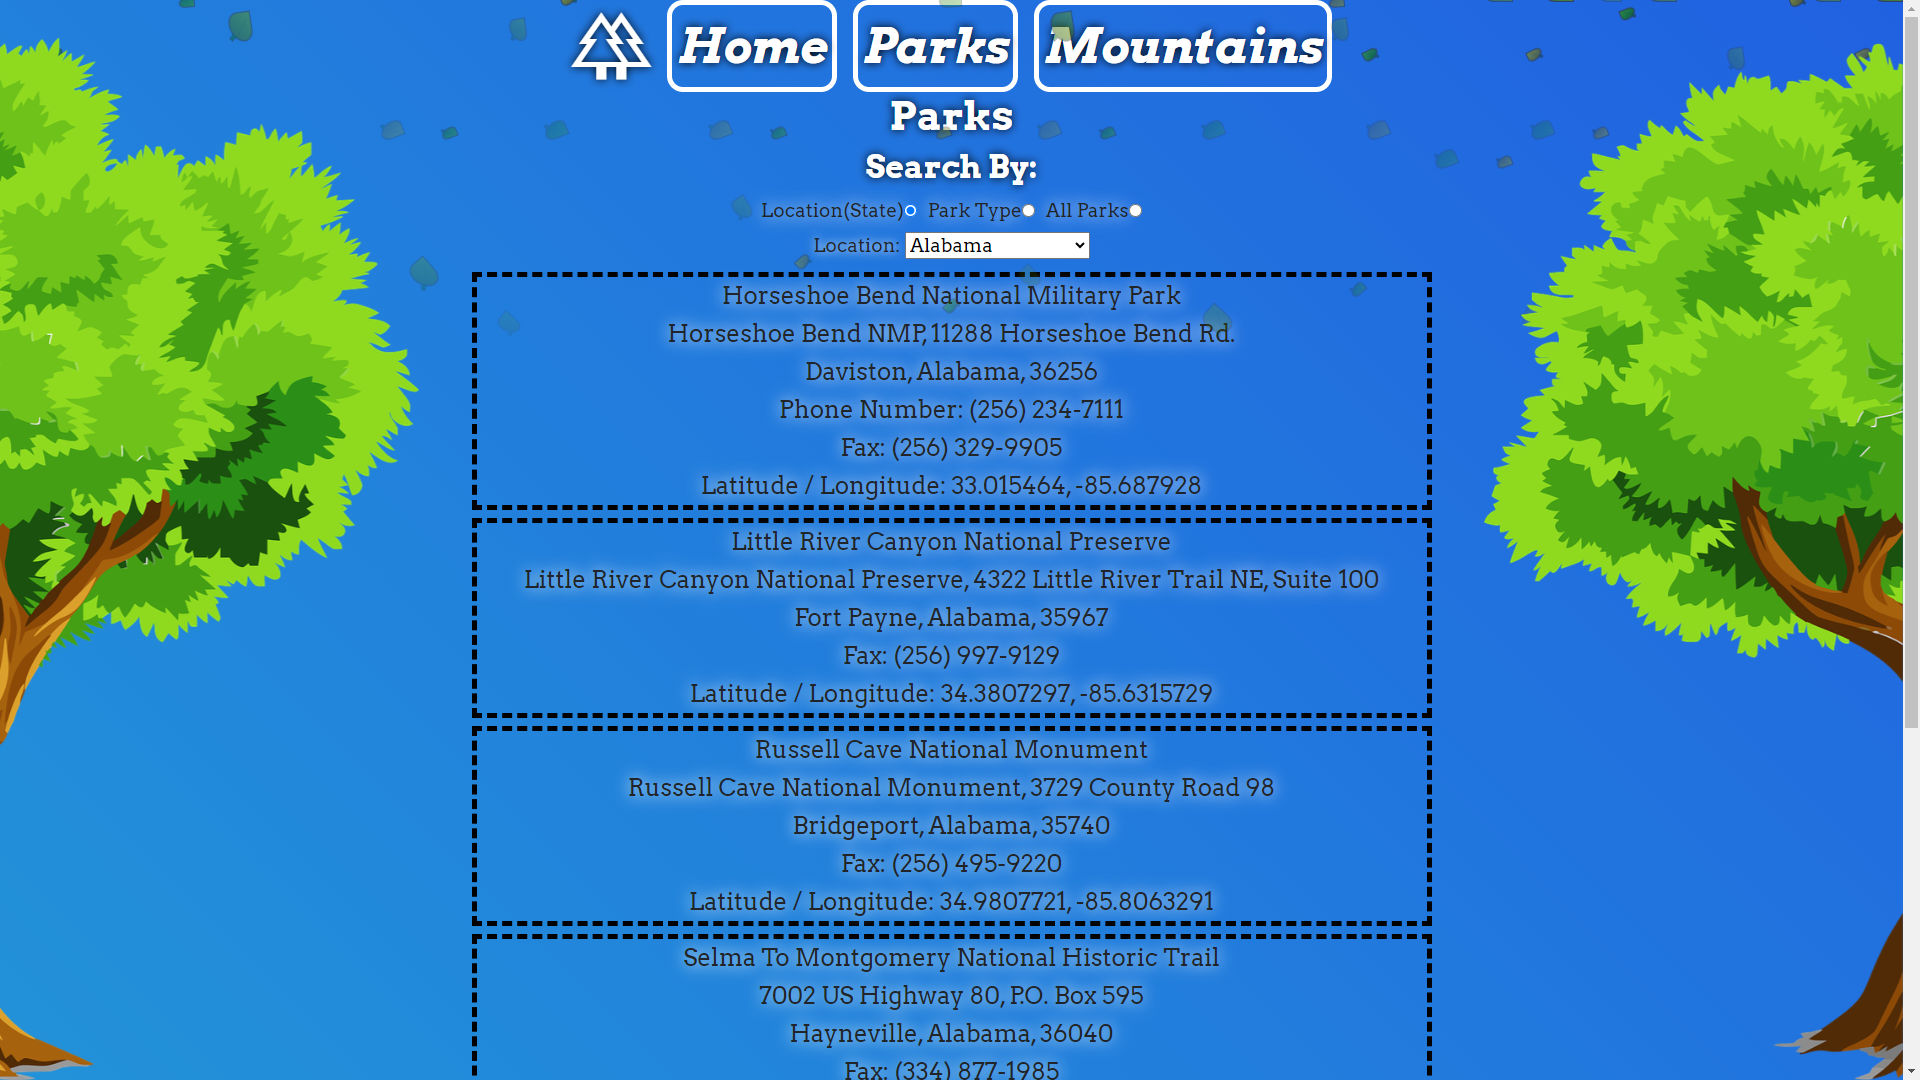 Home
Parks
Mountains
Parks
Search By:
Location(State) Park Type All Parks
Location: Alabama
Horseshoe Bend National Military Park
Horseshoe Bend NMP, 11288 Horseshoe Bend Rd.
Daviston, Alabama, 36256
Phone Number: (256) 234-7111
Fax: (256) 329-9905
Latitude / Longitude: 33.015464, -85.687928
Little River Canyon National Preserve
Little River Canyon National Preserve, 4322 Little River Trail NE, Suite 100
Fort Payne, Alabama, 35967
Fax: (256) 997-9129
Latitude / Longitude: 34.3807297, -85.6315729
Russell Cave National Monument
Russell Cave National Monument, 3729 County Road 98
Bridgeport, Alabama, 35740
Fax: (256) 495-9220
Latitude / Longitude: 34.9807721, -85.8063291
Selma To Montgomery National Historic Trail
7002 US Highway 80, P.O. Box 595
Hayneville, Alabama, 36040
Fax: (334) 877-1985